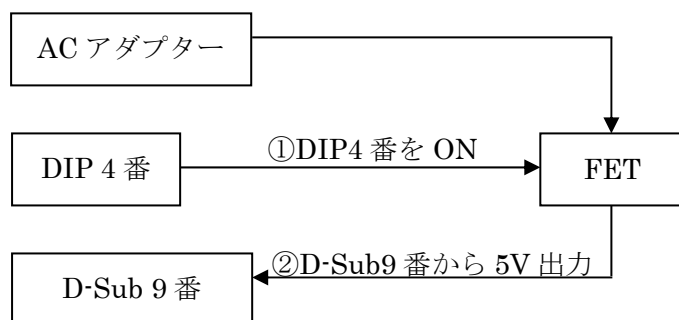 AC アダプター
①DIP4 番を ON
DIP 4 番
FET
②D-Sub9 番から 5V 出力
D-Sub 9 番